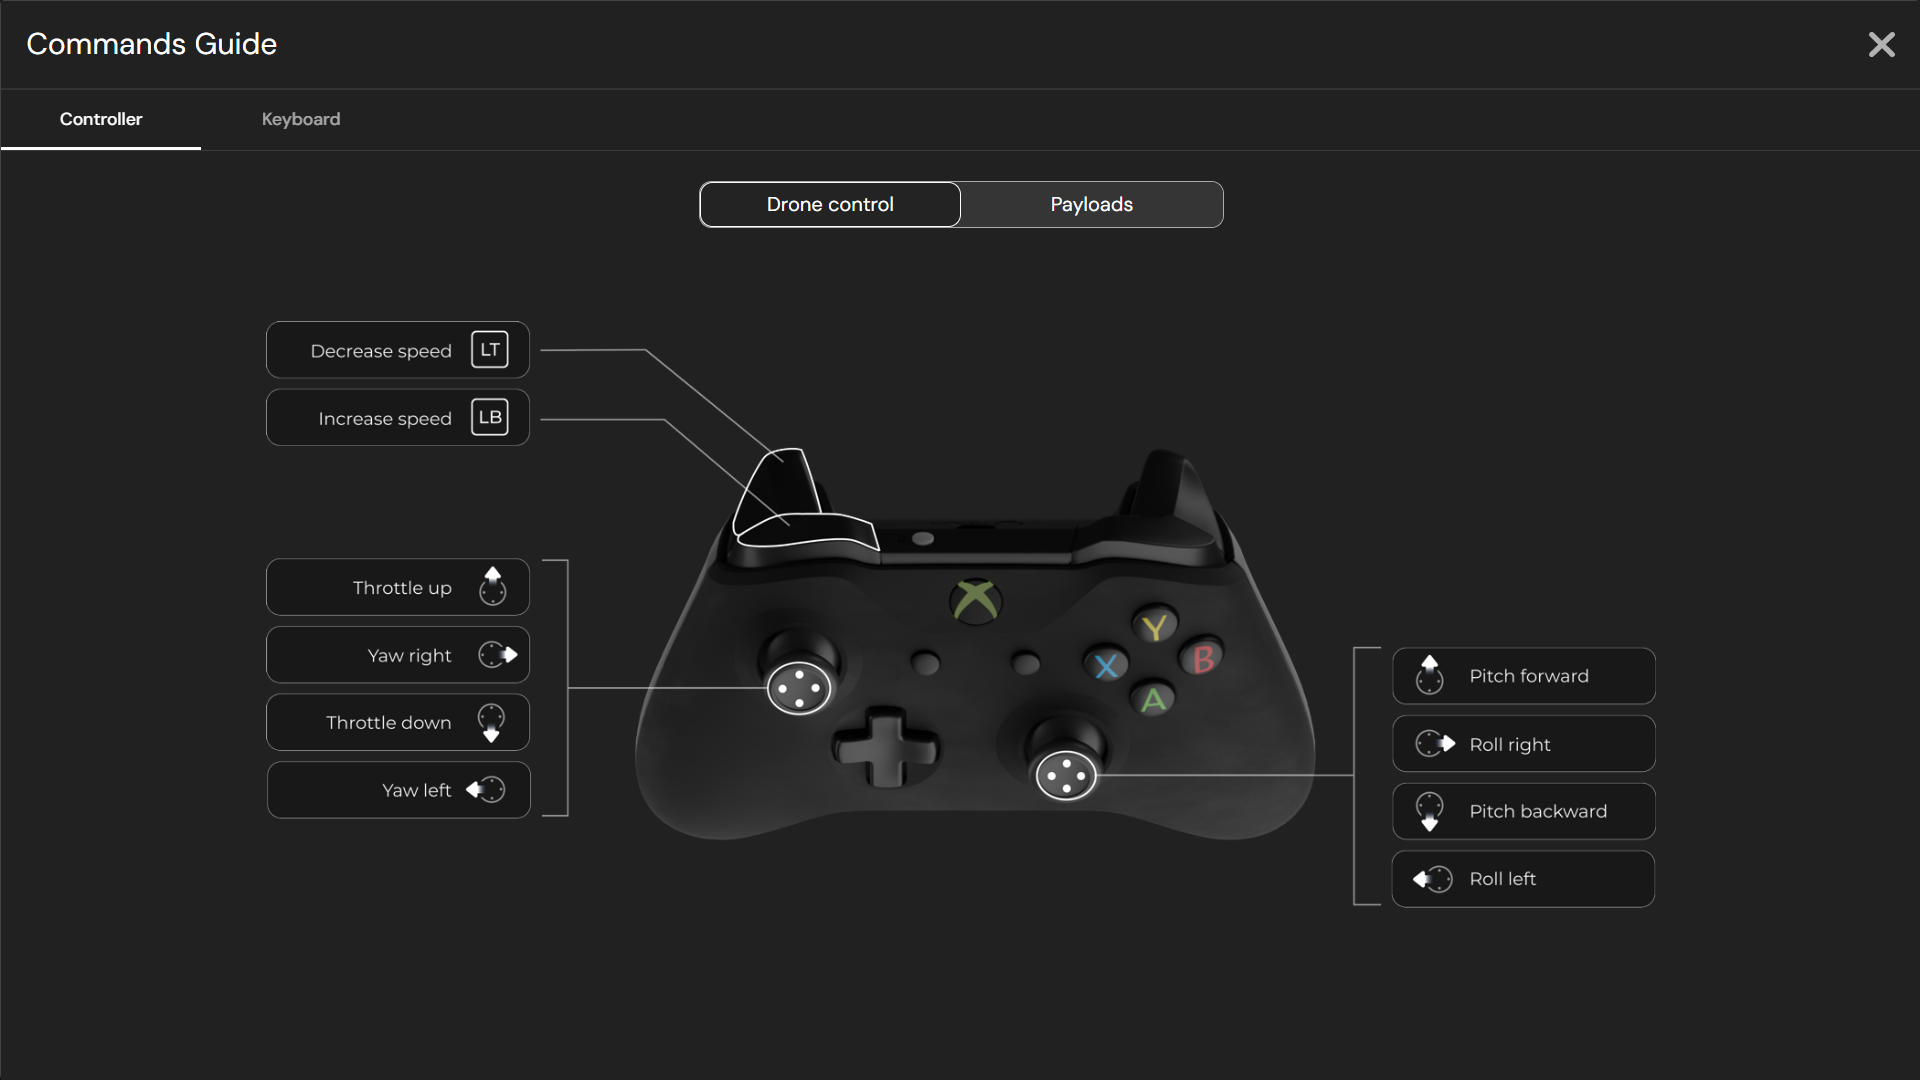 Commands Guide
Controller
Keyboard
Drone control
Payloads
Decrease speed LT
Increase speed LB
Throttle up
Yaw right
Throttle down
Yaw left
Y
X
B
A
Pitch forward
Roll right
Pitch backward
Roll left